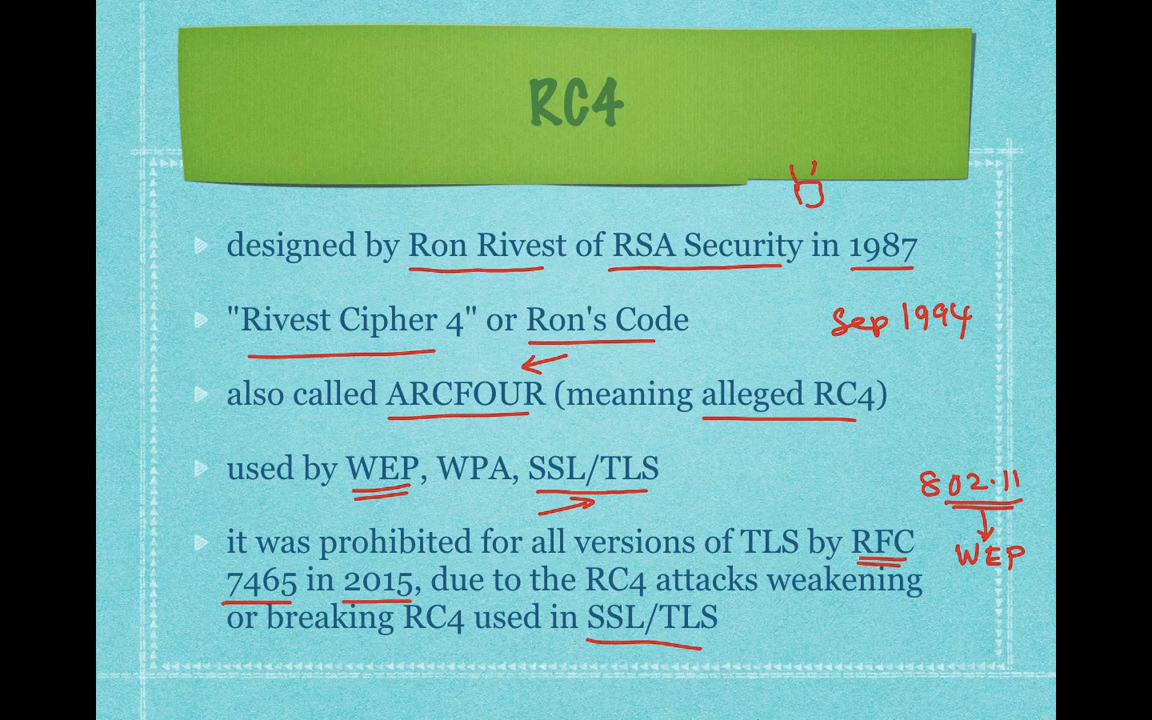 RC4
designed by Ron Rivest of RSA Security in 1987
"Rivest Cipher 4" or Ron's Code
Sep 1994
also called ARCFOUR (meaning alleged RC4)
used by WEP, WPA, SSL/TLS
802.11
it was prohibited for all versions of TLS by RFC
WEP
7465 in 2015, due to the RC4 attacks weakening
or breaking RC4 used in SSL/TLS